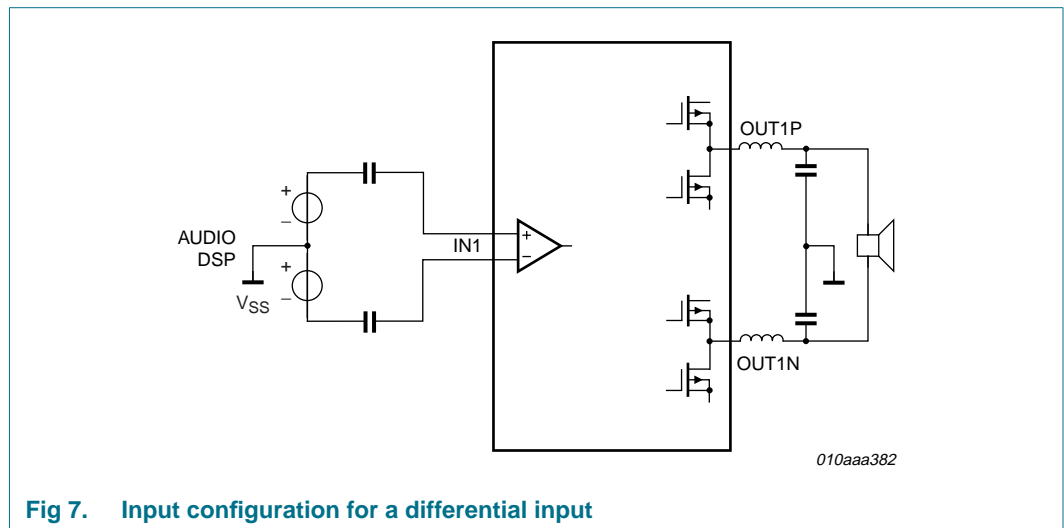 OUT1P
+
−
AUDIO
DSP
IN1
+
−
+
−
VSS
OUT1N
010aaa382
Fig 7. Input configuration for a differential input